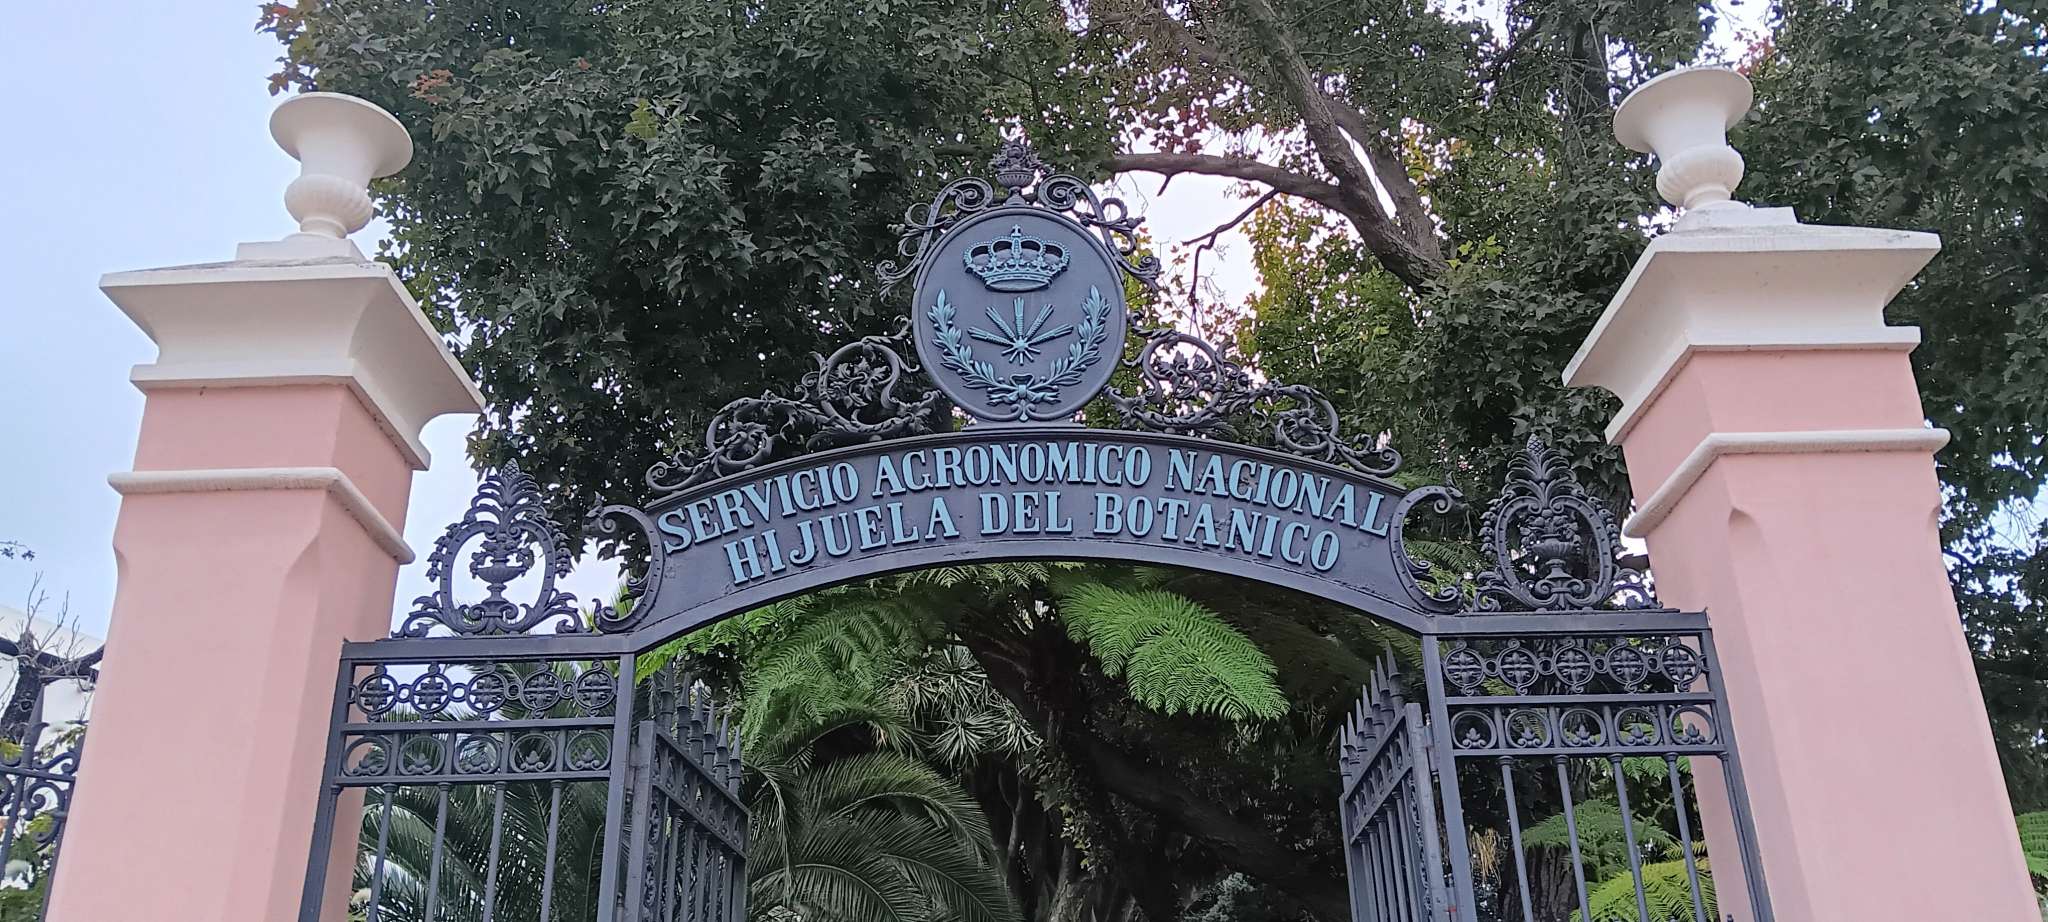 SERVICIO AGRONOMICO NACIONAL
HIJUELA DEL BOTANICO